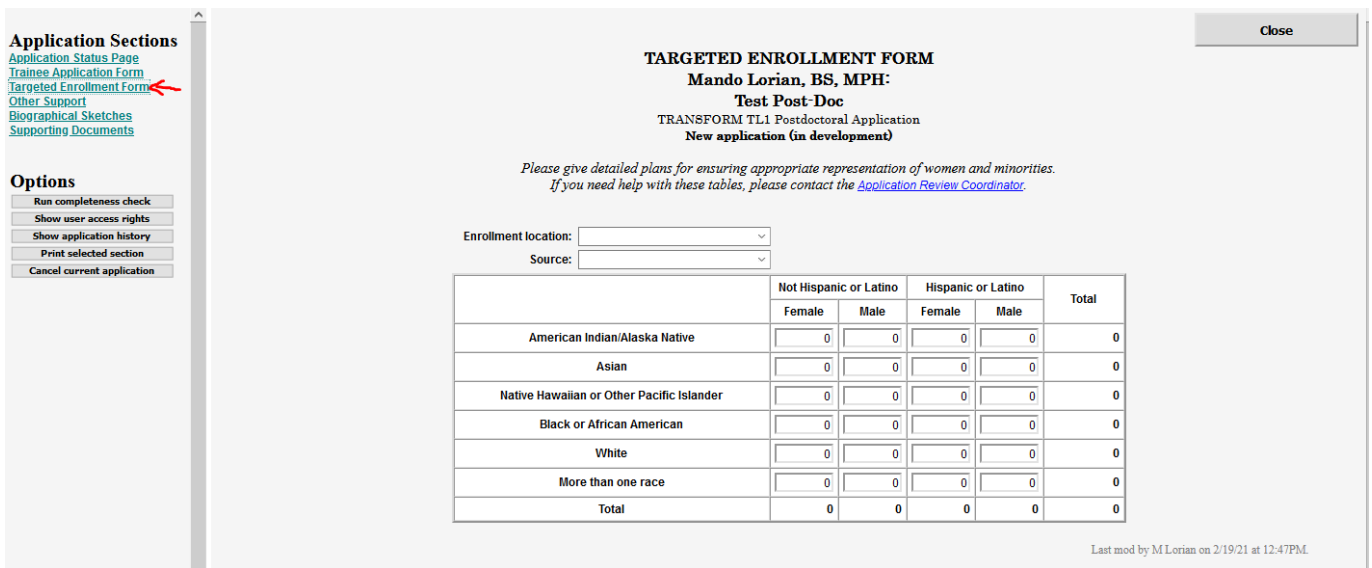 Application Sections
Application Status Page
Trainee Application Form
Targeted Enrollment Form
Other Support
Biographical Sketches
Supporting Documents
Options
Run completeness check
Show user access rights
Show application history
Print selected section
Cancel current application
Close
TARGETED ENROLLMENT FORM
Mando Lorian, BS, MPH:
Test Post-Doc
TRANSFORM TL1 Postdoctoral Application
New application (in development)
Please give detailed plans for ensuring appropriate representation of women and minorities.
If you need help with these tables, please contact the Application Review Coordinator.
Enrollment location:
Source:
Not Hispanic or Latino Hispanic or Latino Total
Female Male Female Male
American Indian/Alaska Native 0 0 0 0 0
Asian 0 0 0 0 0
Native Hawaiian or Other Pacific Islander 0 0 0 0 0
Black or African American 0 0 0 0 0
White 0 0 0 0 0
More than one race 0 0 0 0 0
Total 0 0 0 0 0
Last mod by M Lorian on 2/19/21 at 12:47PM.